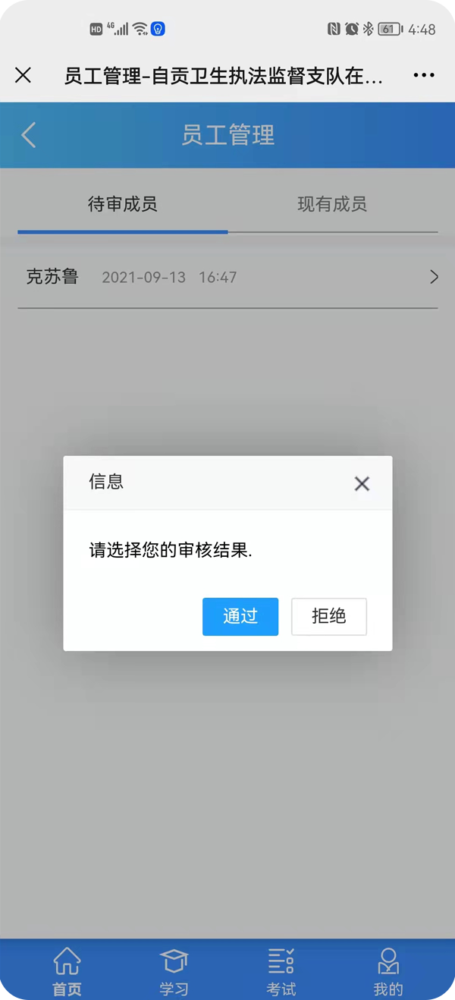 HD 4G 61 4:48
员工管理-自贡卫生执法监督支队在...
员工管理
待审成员 现有成员
克苏鲁 2021-09-13 16:47
信息
请选择您的审核结果.
通过 拒绝
首页 学习 考试 我的